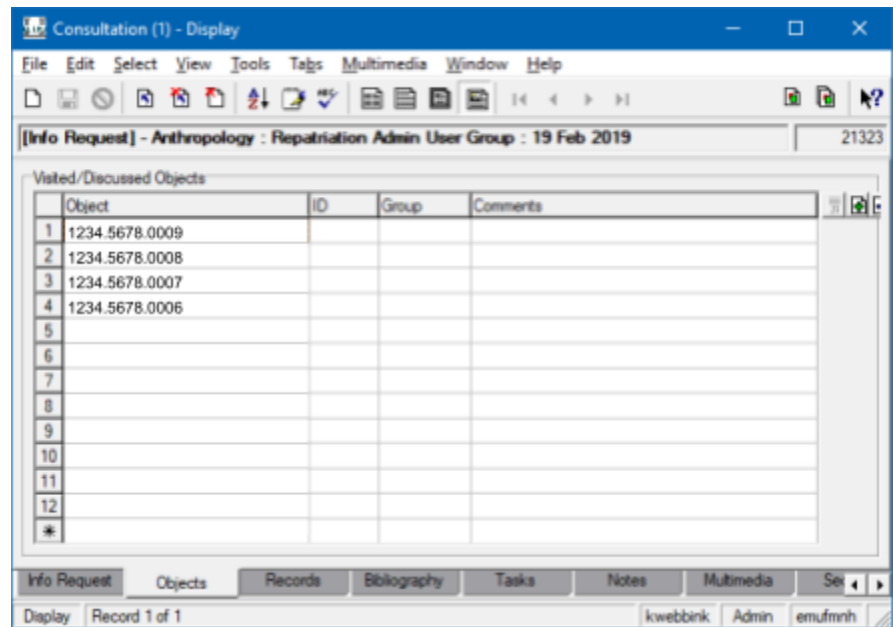 Consultation (1) - Display
File Edit Select View Tools Tabs Multimedia Window Help
[Info Request] - Anthropology : Repatriation Admin User Group : 19 Feb 2019 21323
Visited/Discussed Objects
Object ID Group Comments
1 1234.5678.0009
2 1234.5678.0008
3 1234.5678.0007
4 1234.5678.0006
5
6
7
8
9
10
11
12
*
Info Request Objects Records Bibliography Tasks Notes Multimedia
Display Record 1 of 1 kwebbink Admin emufmnh